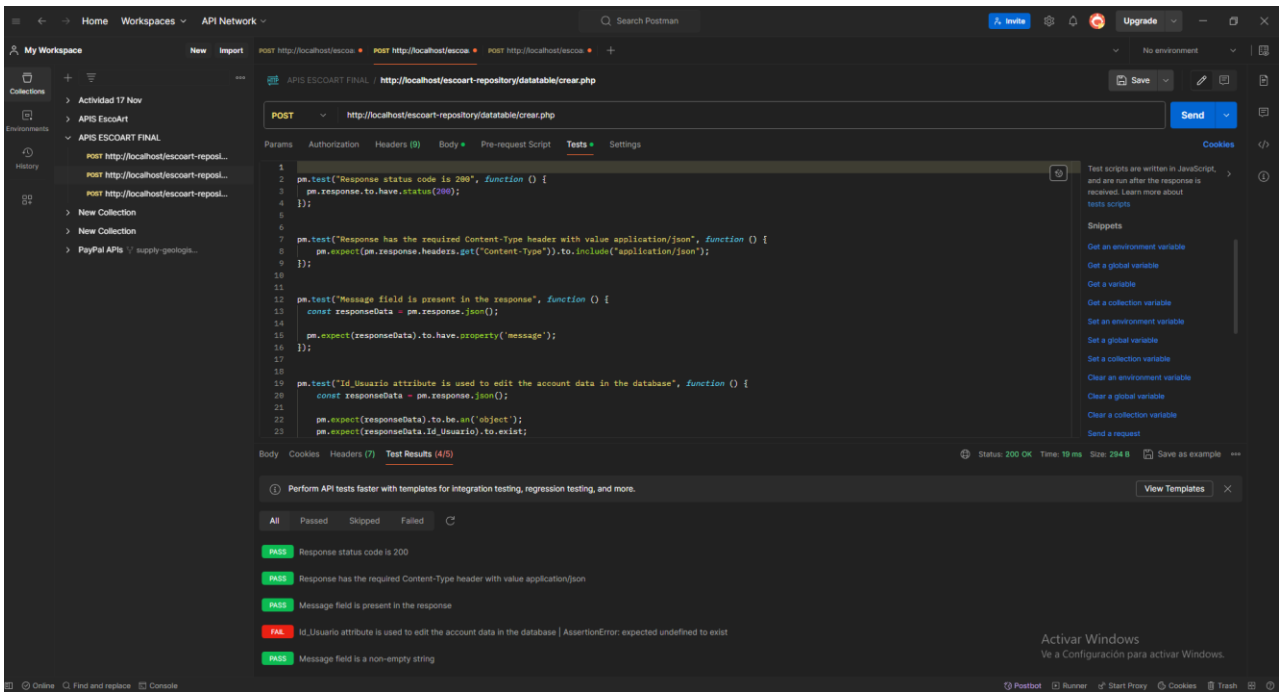 Home Workspaces API Network Search Postman Invite Upgrade
My Workspace New Import POST http://localhost/escoa POST http://localhost/escoa POST http://localhost/escoa No environment
Collections
Environments
History
Actividad 17 Nov
APIS EscoArt
APIS ESCOART FINAL
POST http://localhost/escoart-reposi...
POST http://localhost/escoart-reposi...
POST http://localhost/escoart-reposi...
New Collection
New Collection
PayPal APIs supply-geologis...
APIS ESCOART FINAL / http://localhost/escoart-repository/datatable/crear.php Save
POST http://localhost/escoart-repository/datatable/crear.php Send
Params Authorization Headers (9) Body Pre-request Script Tests Settings Cookies
1
2 pm.test("Response status code is 200", function () {
3 pm.response.to.have.status(200);
4 });
5
6
7 pm.test("Response has the required Content-Type header with value application/json", function () {
8 pm.expect(pm.response.headers.get("Content-Type")).to.include("application/json");
9 });
10
11
12 pm.test("Message field is present in the response", function () {
13 const responseData = pm.response.json();
14
15 pm.expect(responseData).to.have.property('message');
16 });
17
18
19 pm.test("Id_Usuario attribute is used to edit the account data in the database", function () {
20 const responseData = pm.response.json();
21
22 pm.expect(responseData).to.be.an('object');
23 pm.expect(responseData.Id_Usuario).to.exist;
Test scripts are written in JavaScript,
and are run after the response is
received. Learn more about
tests scripts
Snippets
Get an environment variable
Get a global variable
Get a variable
Get a collection variable
Set an environment variable
Set a global variable
Set a collection variable
Clear an environment variable
Clear a global variable
Clear a collection variable
Send a request
Body Cookies Headers (7) Test Results (4/5) Status: 200 OK Time: 19 ms Size: 294 B Save as example
Perform API tests faster with templates for integration testing, regression testing, and more. View Templates
All Passed Skipped Failed
PASS Response status code is 200
PASS Response has the required Content-Type header with value application/json
PASS Message field is present in the response
FAIL Id_Usuario attribute is used to edit the account data in the database | AssertionError: expected undefined to exist
PASS Message field is a non-empty string
Activar Windows
Ve a Configuración para activar Windows.
Online Find and replace Console Postbot Runner Start Proxy Cookies Trash